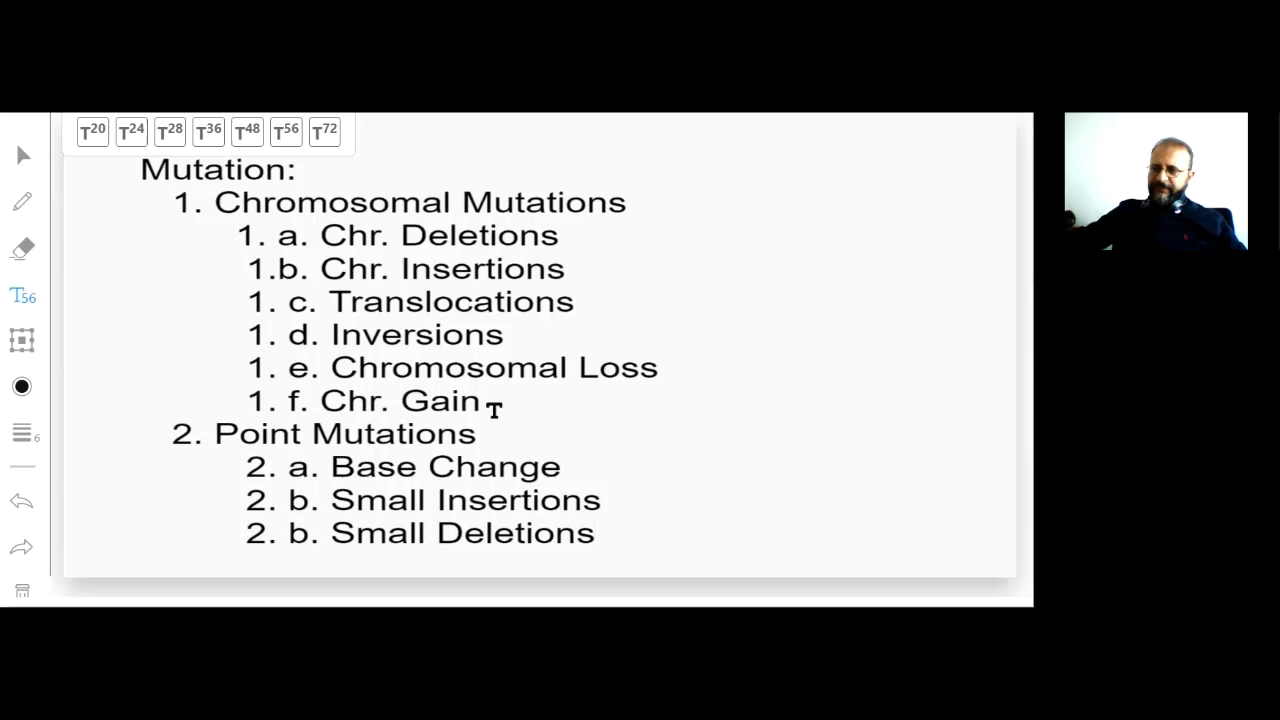 T20 T24 T28 T36 T48 T56 T72
Mutation:
1. Chromosomal Mutations
1. a. Chr. Deletions
1.b. Chr. Insertions
1. c. Translocations
1. d. Inversions
1. e. Chromosomal Loss
1. f. Chr. Gain
2. Point Mutations
2. a. Base Change
2. b. Small Insertions
2. b. Small Deletions
T56
6